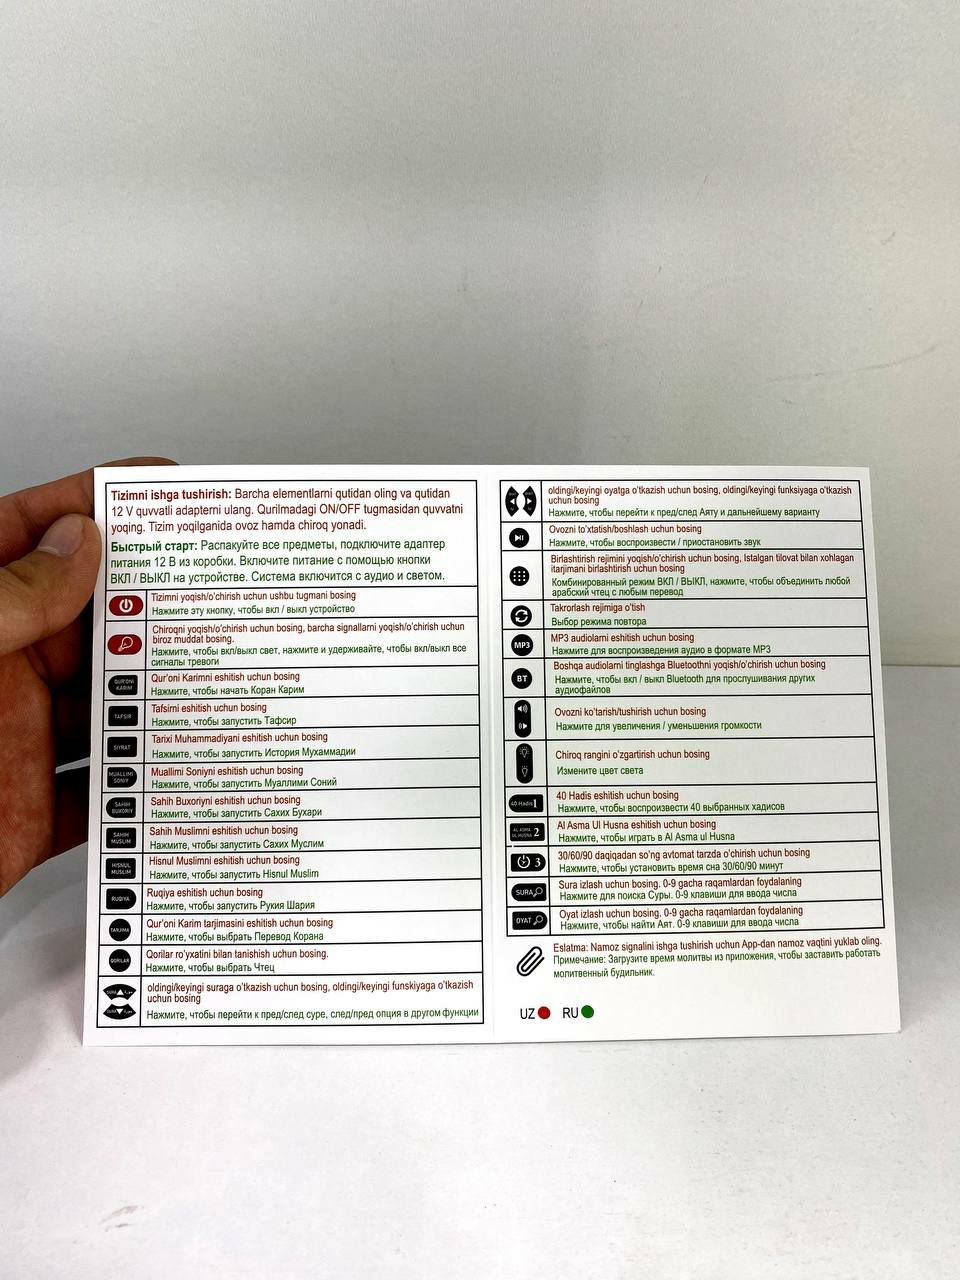 Tizimni ishga tushirish: Barcha elementlarni qutidan oling va qutidan
12 V quvvatli adapterni ulang. Qurilmadagi ON/OFF tugmasidan quvvatni
yoqing. Tizim yoqilganida ovoz hamda chiroq yonadi.
Быстрый старт: Распакуйте все предметы, подключите адаптер
питания 12 В из коробки. Включите питание с помощью кнопки
ВКЛ / ВЫКЛ на устройстве. Система включится с аудио и светом.
Tizimni yoqish/o'chirish uchun ushbu tugmani bosing
Нажмите эту кнопку, чтобы вкл / выкл устройство
Chiroqni yoqish/o'chirish uchun bosing, barcha signallarni yoqish/o'chirish uchun
biroz muddat bosing.
Нажмите, чтобы вкл/выкл свет, нажмите и удерживайте, чтобы вкл/выкл все
сигналы тревоги
QUR'ONI
KARIM
Qur'oni Karimni eshitish uchun bosing
Нажмите, чтобы начать Коран Карим
TAFSIR
Tafsirni eshitish uchun bosing
Нажмите, чтобы запустить Тафсир
SIYRAT
Tarixi Muhammadiyani eshitish uchun bosing
Нажмите, чтобы запустить История Мухаммадии
MUALLIMI
SONIY
Muallimi Soniyni eshitish uchun bosing
Нажмите, чтобы запустить Муаллими Соний
SAHIH
BUXORIY
Sahih Buxoriyni eshitish uchun bosing
Нажмите, чтобы запустить Сахих Бухари
SAHIH
MUSLIM
Sahih Muslimni eshitish uchun bosing
Нажмите, чтобы запустить Сахих Муслим
HISNUL
MUSLIM
Hisnul Muslimni eshitish uchun bosing
Нажмите, чтобы запустить Hisnul Muslim
RUQIYA
Ruqiya eshitish uchun bosing
Нажмите, чтобы запустить Рукия Шария
TARJIMA
Qur'oni Karim tarjimasini eshitish uchun bosing
Нажмите, чтобы выбрать Перевод Корана
QORILAR
Qorilar ro'yxatini bilan tanishish uchun bosing.
Нажмите, чтобы выбрать Чтец
SURA
SURA
oldingi/keyingi suraga o'tkazish uchun bosing, oldingi/keyingi funskiyaga o'tkazish
uchun bosing
Нажмите, чтобы перейти к пред/след суре, след/пред опция в другом функции
oldingi/keyingi oyatga o'tkazish uchun bosing, oldingi/keyingi funksiyaga o'tkazish
uchun bosing
Нажмите, чтобы перейти к пред/след Аяту и дальнейшему варианту
Ovozni to'xtatish/boshlash uchun bosing
Нажмите, чтобы воспроизвести / приостановить звук
Birlashtirish rejimini yoqish/o'chirish uchun bosing, Istalgan tilovat bilan xohlagan
itarjimani birlashtirish uchun bosing
Комбинированный режим ВКЛ / ВЫКЛ, нажмите, чтобы объединить любой
арабский чтец с любым перевод
Takrorlash rejimiga o'tish
Выбор режима повтора
MP3
MP3 audiolarni eshitish uchun bosing
Нажмите для воспроизведения аудио в формате MP3
BT
Boshqa audiolarni tinglashga Bluetoothni yoqish/o'chirish uchun bosing
Нажмите, чтобы вкл / выкл Bluetooth для прослушивания других
аудиофайлов
Ovozni ko'tarish/tushirish uchun bosing
Нажмите для увеличения / уменьшения громкости
Chiroq rangini o'zgartirish uchun bosing
Измените цвет света
40 Hadis 1
40 Hadis eshitish uchun bosing
Нажмите, чтобы воспроизвести 40 выбранных хадисов
AL ASMA
UL HUSNA 2
Al Asma Ul Husna eshitish uchun bosing
Нажмите, чтобы играть в Al Asma ul Husna
3
30/60/90 daqiqadan so'ng avtomat tarzda o'chirish uchun bosing
Нажмите, чтобы установить время сна 30/60/90 минут
SURA
Sura izlash uchun bosing. 0-9 gacha raqamlardan foydalaning
Нажмите для поиска Суры. 0-9 клавиши для ввода числа
OYAT
Oyat izlash uchun bosing. 0-9 gacha raqamlardan foydalaning
Нажмите, чтобы найти Аят. 0-9 клавиши для ввода числа
Eslatma: Namoz signalini ishga tushirish uchun App-dan namoz vaqtini yuklab oling.
Примечание: Загрузите время молитвы из приложения, чтобы заставить работать
молитвенный будильник.
UZ RU